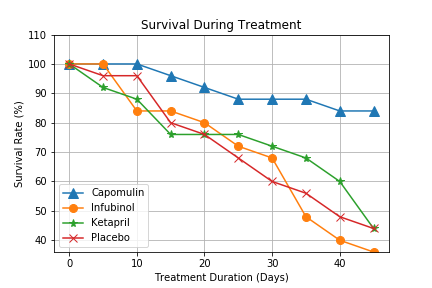 Survival During Treatment
110
100
90
80
70
60
50
40
Survival Rate (%)
Capomulin
Infubinol
Ketapril
Placebo
0
10
20
30
40
Treatment Duration (Days)